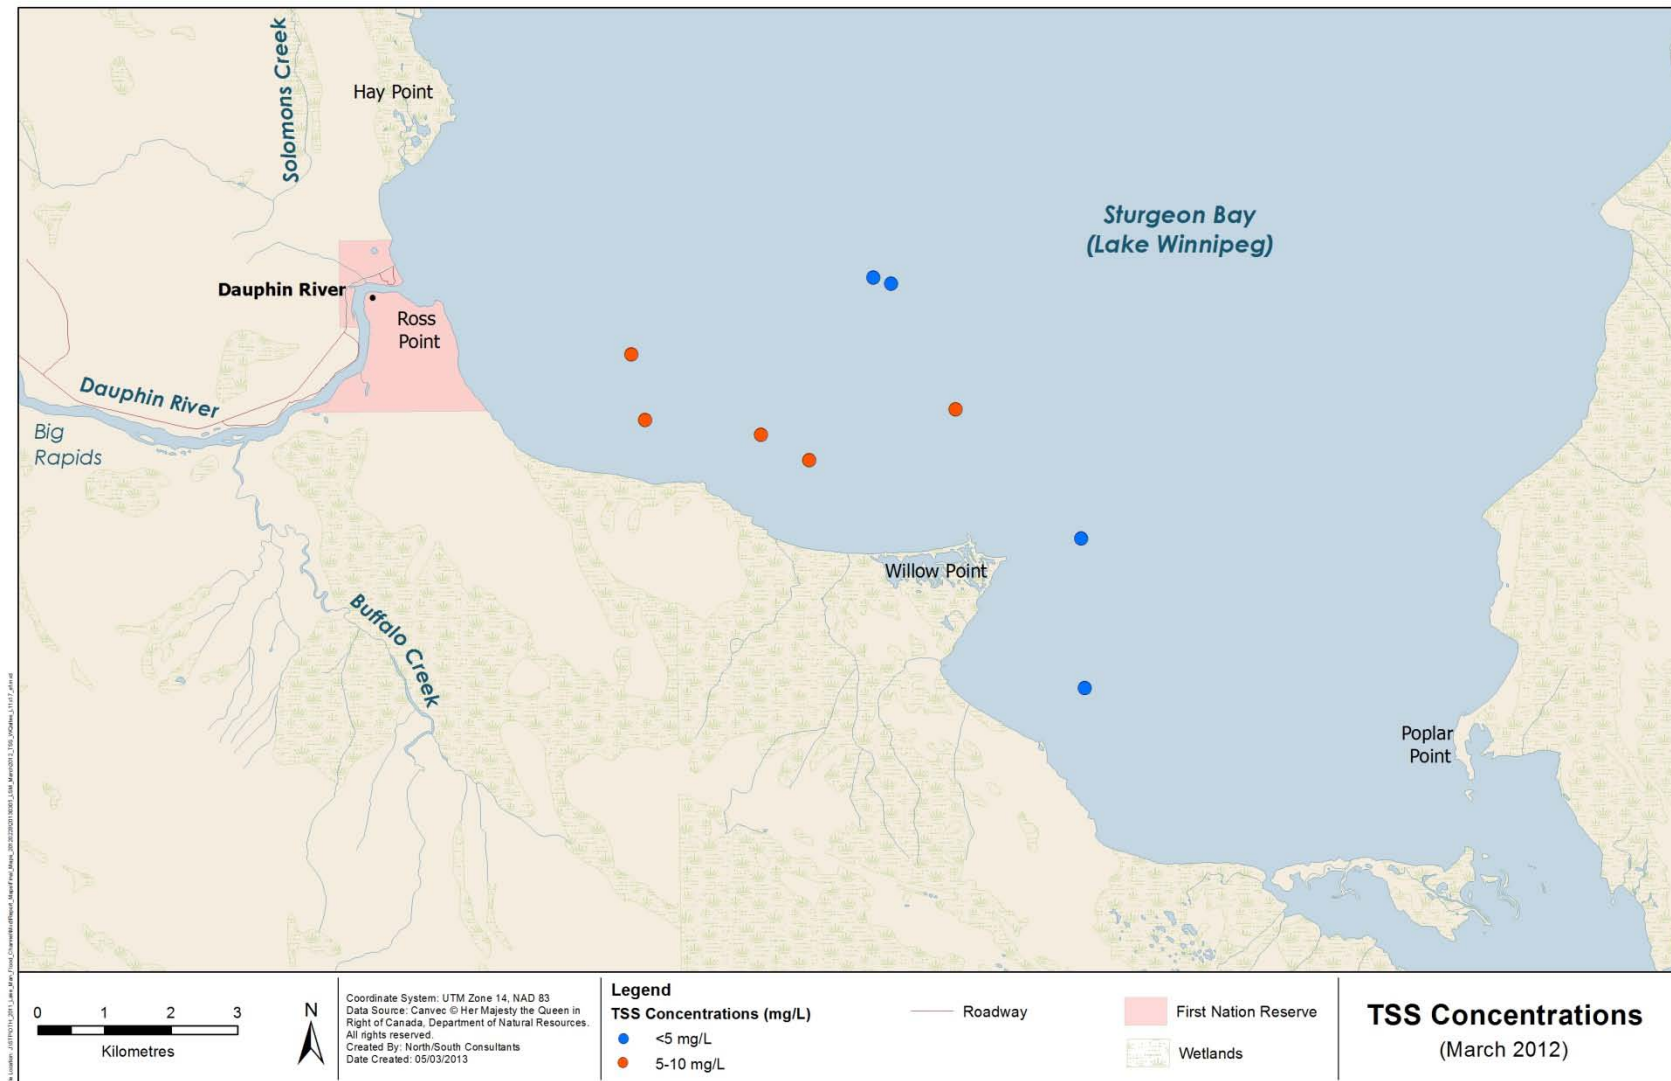 Solomons Creek
Hay Point
Sturgeon Bay
(Lake Winnipeg)
Dauphin River
Ross
Point
Dauphin River
Big
Rapids
Willow Point
Buffalo Creek
Poplar
Point
0 1 2 3
Kilometres
N
Coordinate System: UTM Zone 14, NAD 83
Data Source: Canvec © Her Majesty the Queen in
Right of Canada, Department of Natural Resources.
All rights reserved.
Created By: North/South Consultants
Date Created: 05/03/2013
Legend
TSS Concentrations (mg/L)
<5 mg/L
5-10 mg/L
Roadway
First Nation Reserve
Wetlands
TSS Concentrations
(March 2012)